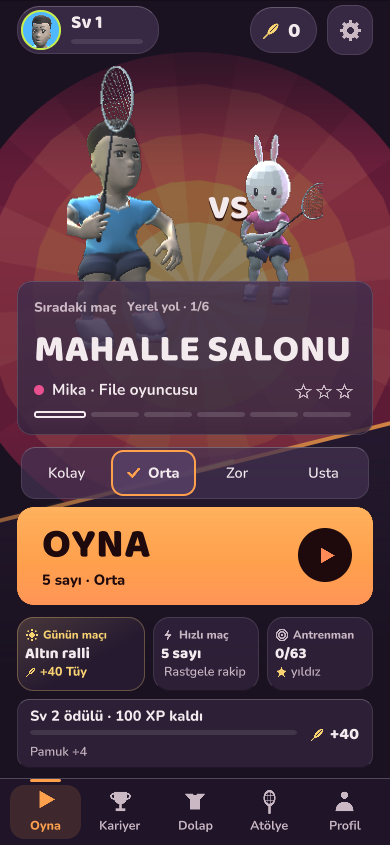 Sv 1
0
VS
Sıradaki maç Yerel yol · 1/6
MAHALLE SALONU
Mika · File oyuncusu
Kolay
Orta
Zor
Usta
OYNA
5 sayı · Orta
Günün maçı
Altın ralli
+40 Tüy
Hızlı maç
5 sayı
Rastgele rakip
Antrenman
0/63
yıldız
Sv 2 ödülü · 100 XP kaldı
+40
Pamuk +4
Oyna
Kariyer
Dolap
Atölye
Profil